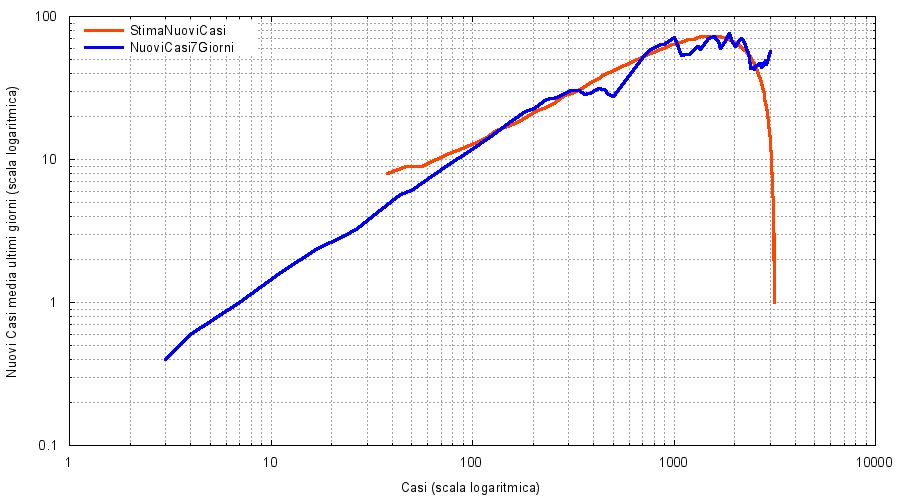 100
StimaNuoviCasi
NuoviCasi7Giorni
10
1
0.1
Nuovi Casi media ultimi giorni (scala logaritmica)
1
10
100
1000
10000
Casi (scala logaritmica)